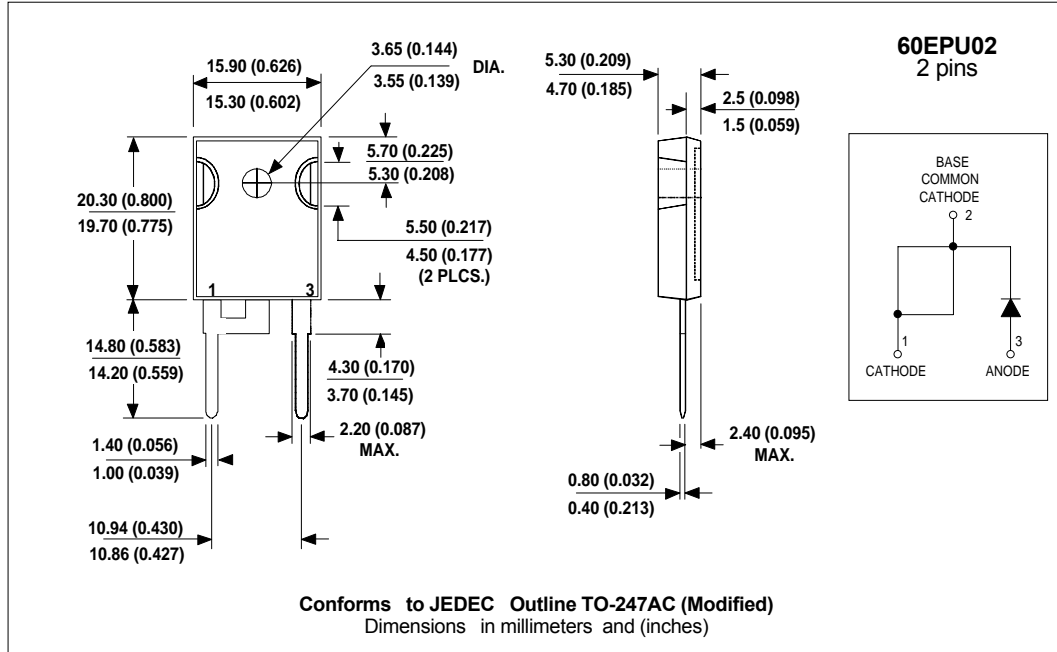 60EPU02
2 pins
3.65 (0.144)
3.55 (0.139)
DIA.
15.90 (0.626)
15.30 (0.602)
5.70 (0.225)
5.30 (0.208)
20.30 (0.800)
19.70 (0.775)
5.50 (0.217)
4.50 (0.177)
(2 PLCS.)
1
3
14.80 (0.583)
14.20 (0.559)
4.30 (0.170)
3.70 (0.145)
2.20 (0.087)
MAX.
1.40 (0.056)
1.00 (0.039)
10.94 (0.430)
10.86 (0.427)
5.30 (0.209)
4.70 (0.185)
2.5 (0.098)
1.5 (0.059)
2.40 (0.095)
MAX.
0.80 (0.032)
0.40 (0.213)
BASE
COMMON
CATHODE
2
1
CATHODE
3
ANODE
Conforms to JEDEC Outline TO-247AC (Modified)
Dimensions in millimeters and (inches)